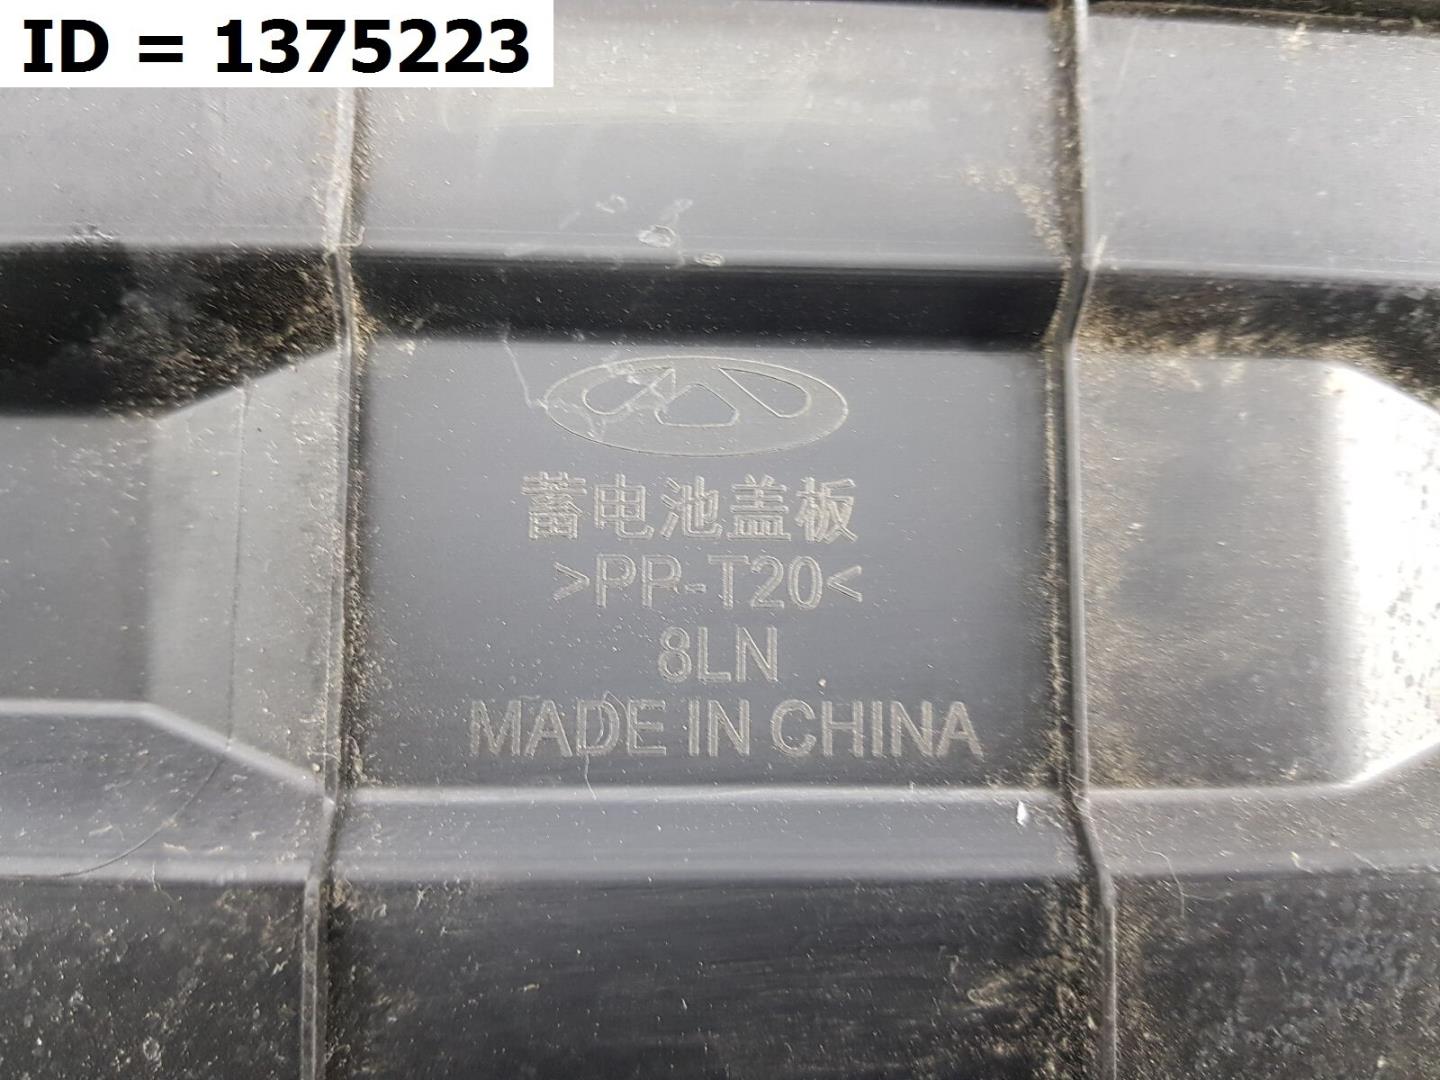 ID = 1375223
蓄电池盖板
>PP-T20<
8LN
MADE IN CHINA